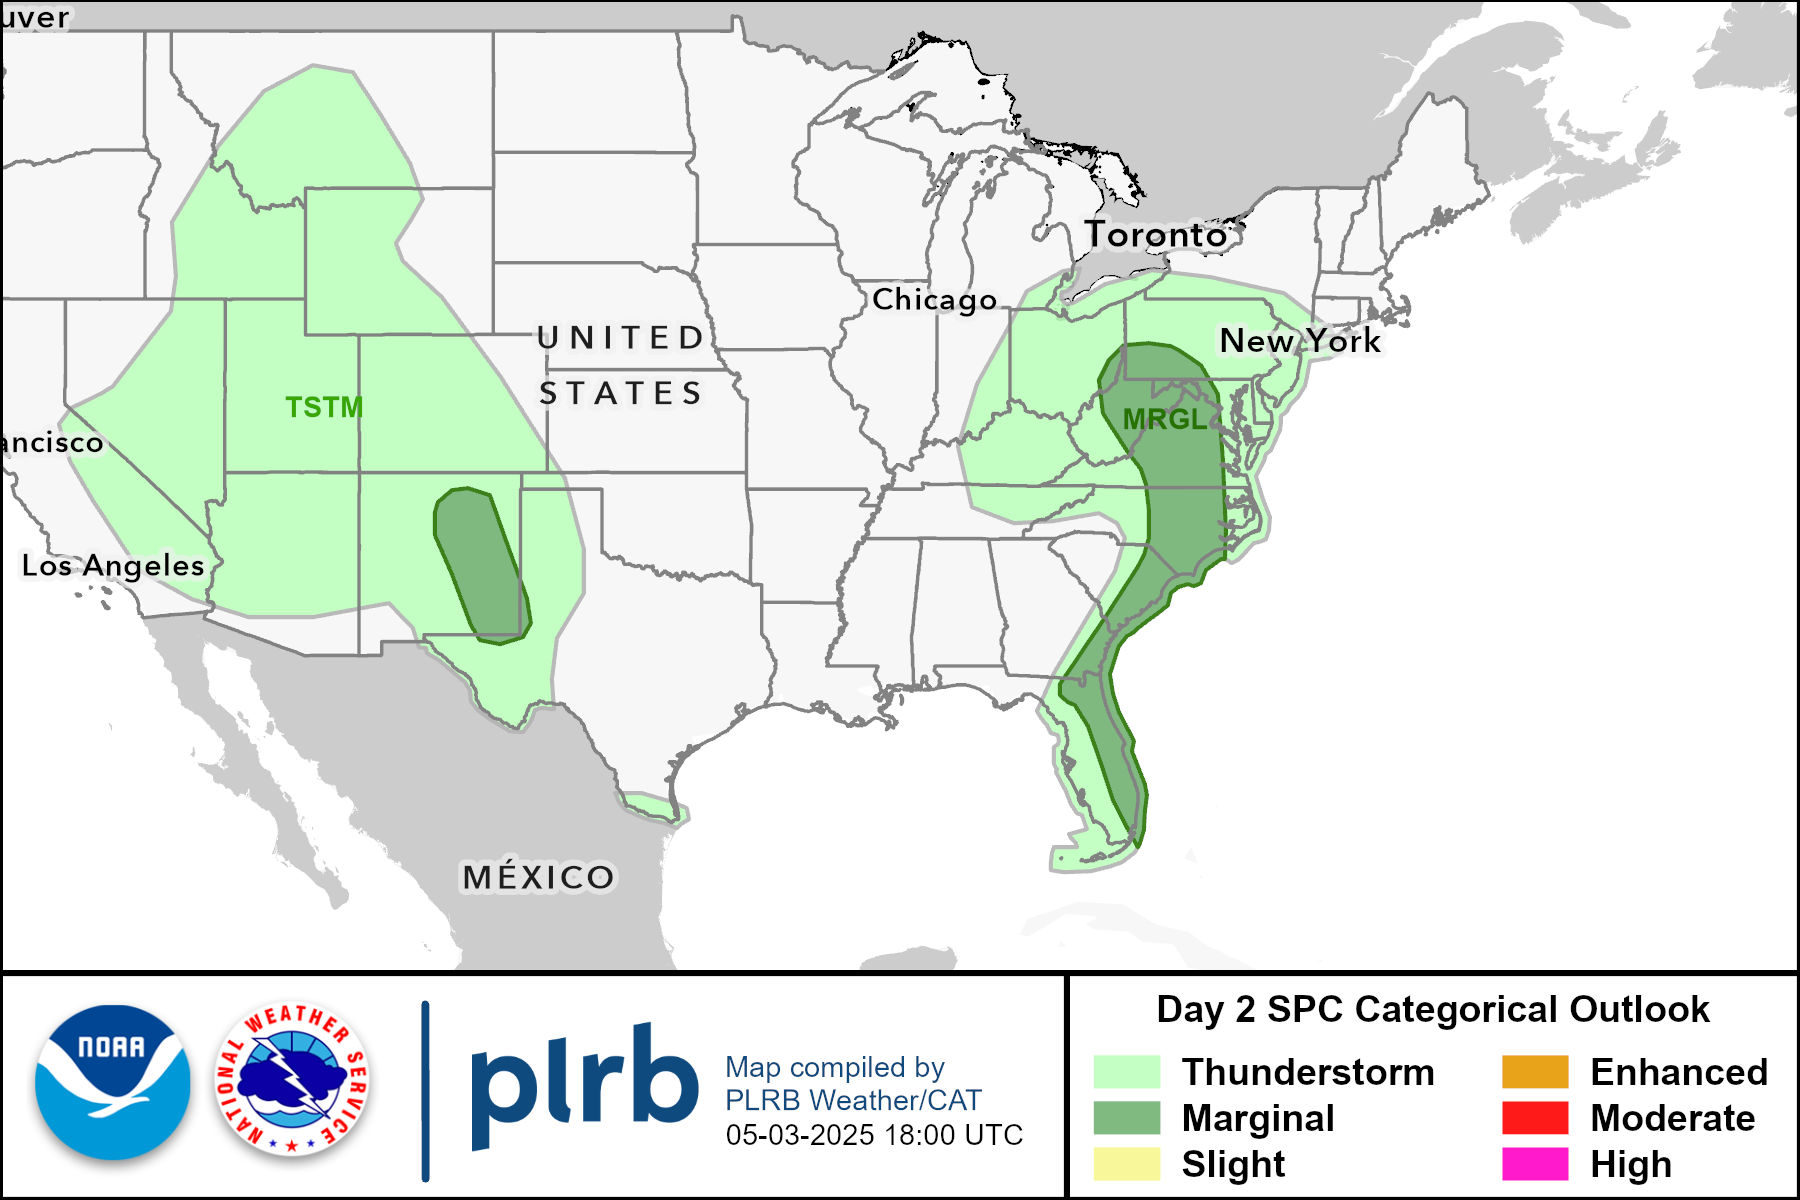 uver
Toronto
Chicago
UNITED
New York
STATES
TSTM
MRGL
ancisco
Los Angeles
MÉXICO
NOAA
NATIONAL WEATHER SERVICE
plrb
Map compiled by
PLRB Weather/CAT
05-03-2025 18:00 UTC
Day 2 SPC Categorical Outlook
Thunderstorm
Enhanced
Marginal
Moderate
Slight
High